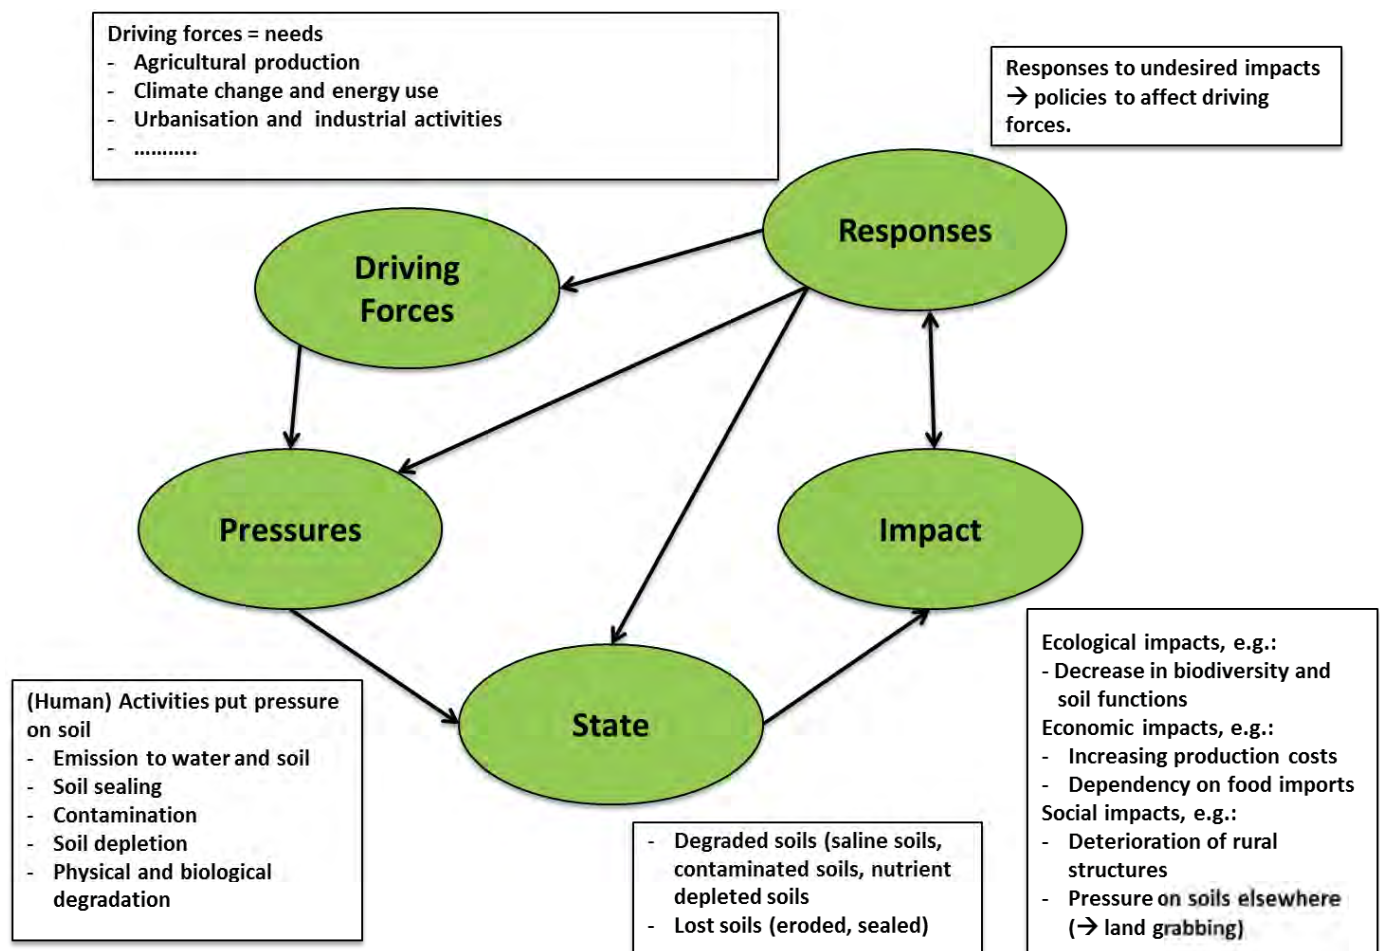 Driving forces = needs
- Agricultural production
- Climate change and energy use
- Urbanisation and industrial activities
- ………..
Responses to undesired impacts
→ policies to affect driving
forces.
Responses
Driving
Forces
Pressures
Impact
State
(Human) Activities put pressure
on soil
- Emission to water and soil
- Soil sealing
- Contamination
- Soil depletion
- Physical and biological
degradation
- Degraded soils (saline soils,
contaminated soils, nutrient
depleted soils
- Lost soils (eroded, sealed)
Ecological impacts, e.g.:
- Decrease in biodiversity and
soil functions
Economic impacts, e.g.:
- Increasing production costs
- Dependency on food imports
Social impacts, e.g.:
- Deterioration of rural
structures
- Pressure on soils elsewhere
(→ land grabbing)